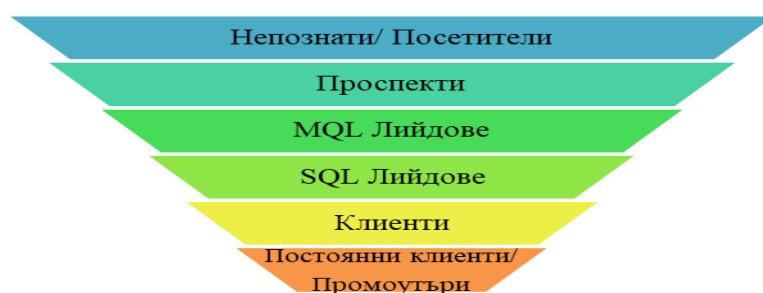 Непознати/ Посетители
Проспекти
MQL Лийдове
SQL Лийдове
Клиенти
Постоянни клиенти/
Промоутъри